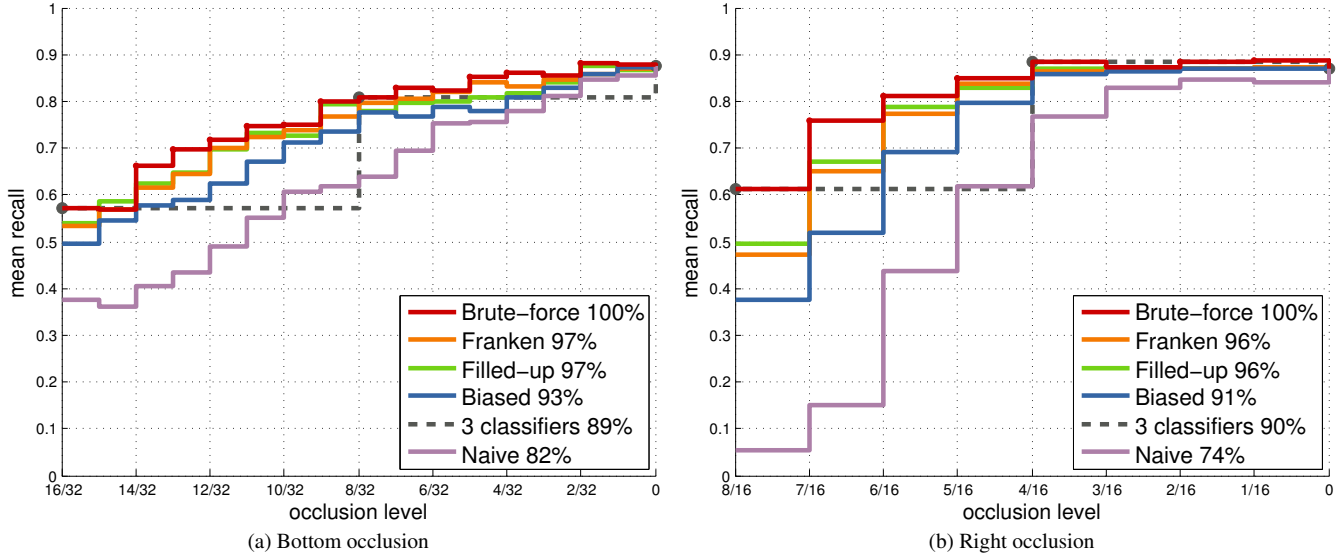 1
0.9
0.8
0.7
0.6
0.5
0.4
0.3
0.2
0.1
0
mean recall
Brute−force 100%
Franken 97%
Filled−up 97%
Biased 93%
3 classifiers 89%
Naive 82%
16/32 14/32 12/32 10/32 8/32 6/32 4/32 2/32 0
occlusion level
(a) Bottom occlusion
1
0.9
0.8
0.7
0.6
0.5
0.4
0.3
0.2
0.1
0
mean recall
Brute−force 100%
Franken 96%
Filled−up 96%
Biased 91%
3 classifiers 90%
Naive 74%
8/16 7/16 6/16 5/16 4/16 3/16 2/16 1/16 0
occlusion level
(b) Right occlusion